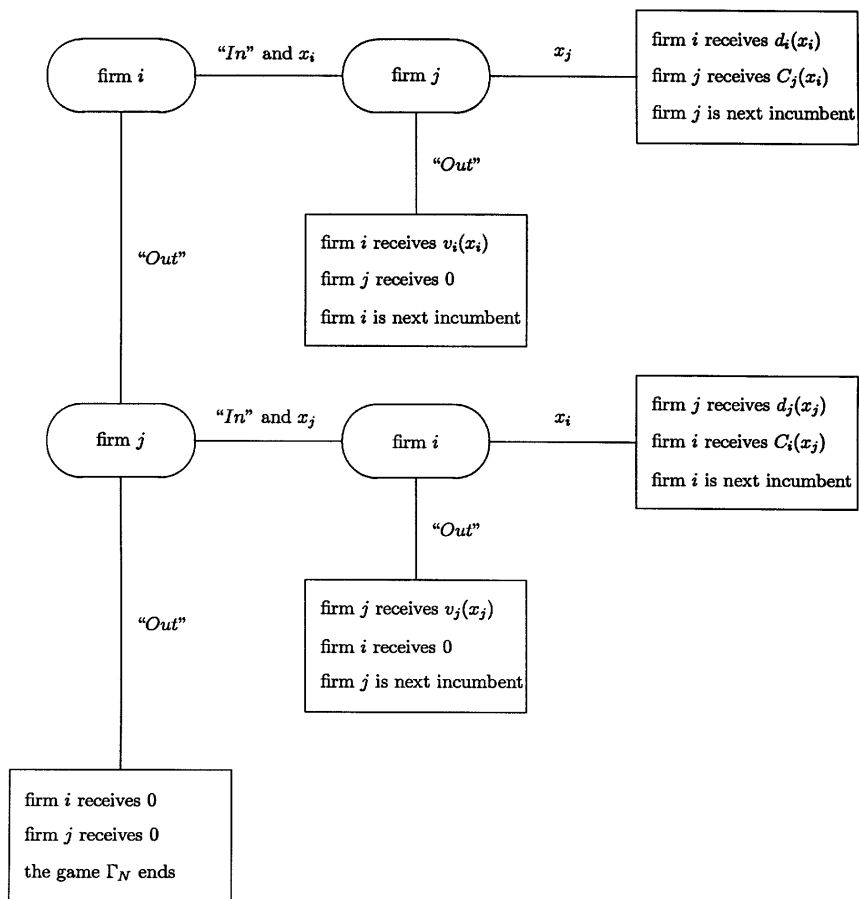 firm i
"In" and x_i
firm j
x_j
firm i receives d_i(x_i)
firm j receives C_j(x_i)
firm j is next incumbent
"Out"
firm i receives v_i(x_i)
firm j receives 0
firm i is next incumbent
"Out"
firm j
"In" and x_j
firm i
x_i
firm j receives d_j(x_j)
firm i receives C_i(x_j)
firm i is next incumbent
"Out"
firm j receives v_j(x_j)
firm i receives 0
firm j is next incumbent
"Out"
firm i receives 0
firm j receives 0
the game Γ_N ends